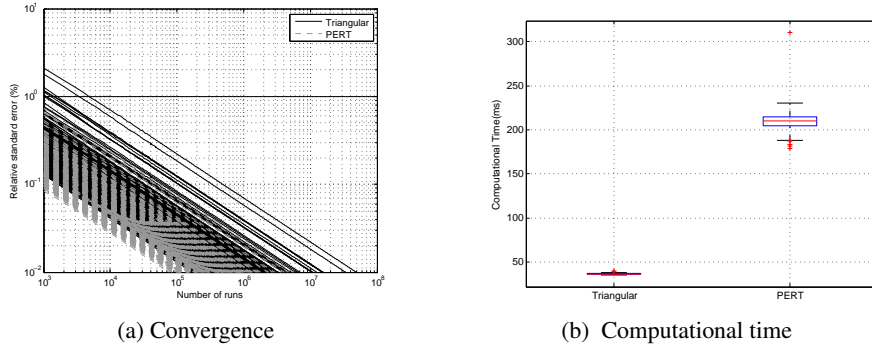 10^1
10^0
10^-1
10^-2
Relative standard error (%)
10^3 10^4 10^5 10^6 10^7 10^8
Number of runs
Triangular
PERT
(a) Convergence
300
250
200
150
100
50
Computational Time(ms)
Triangular PERT
(b) Computational time